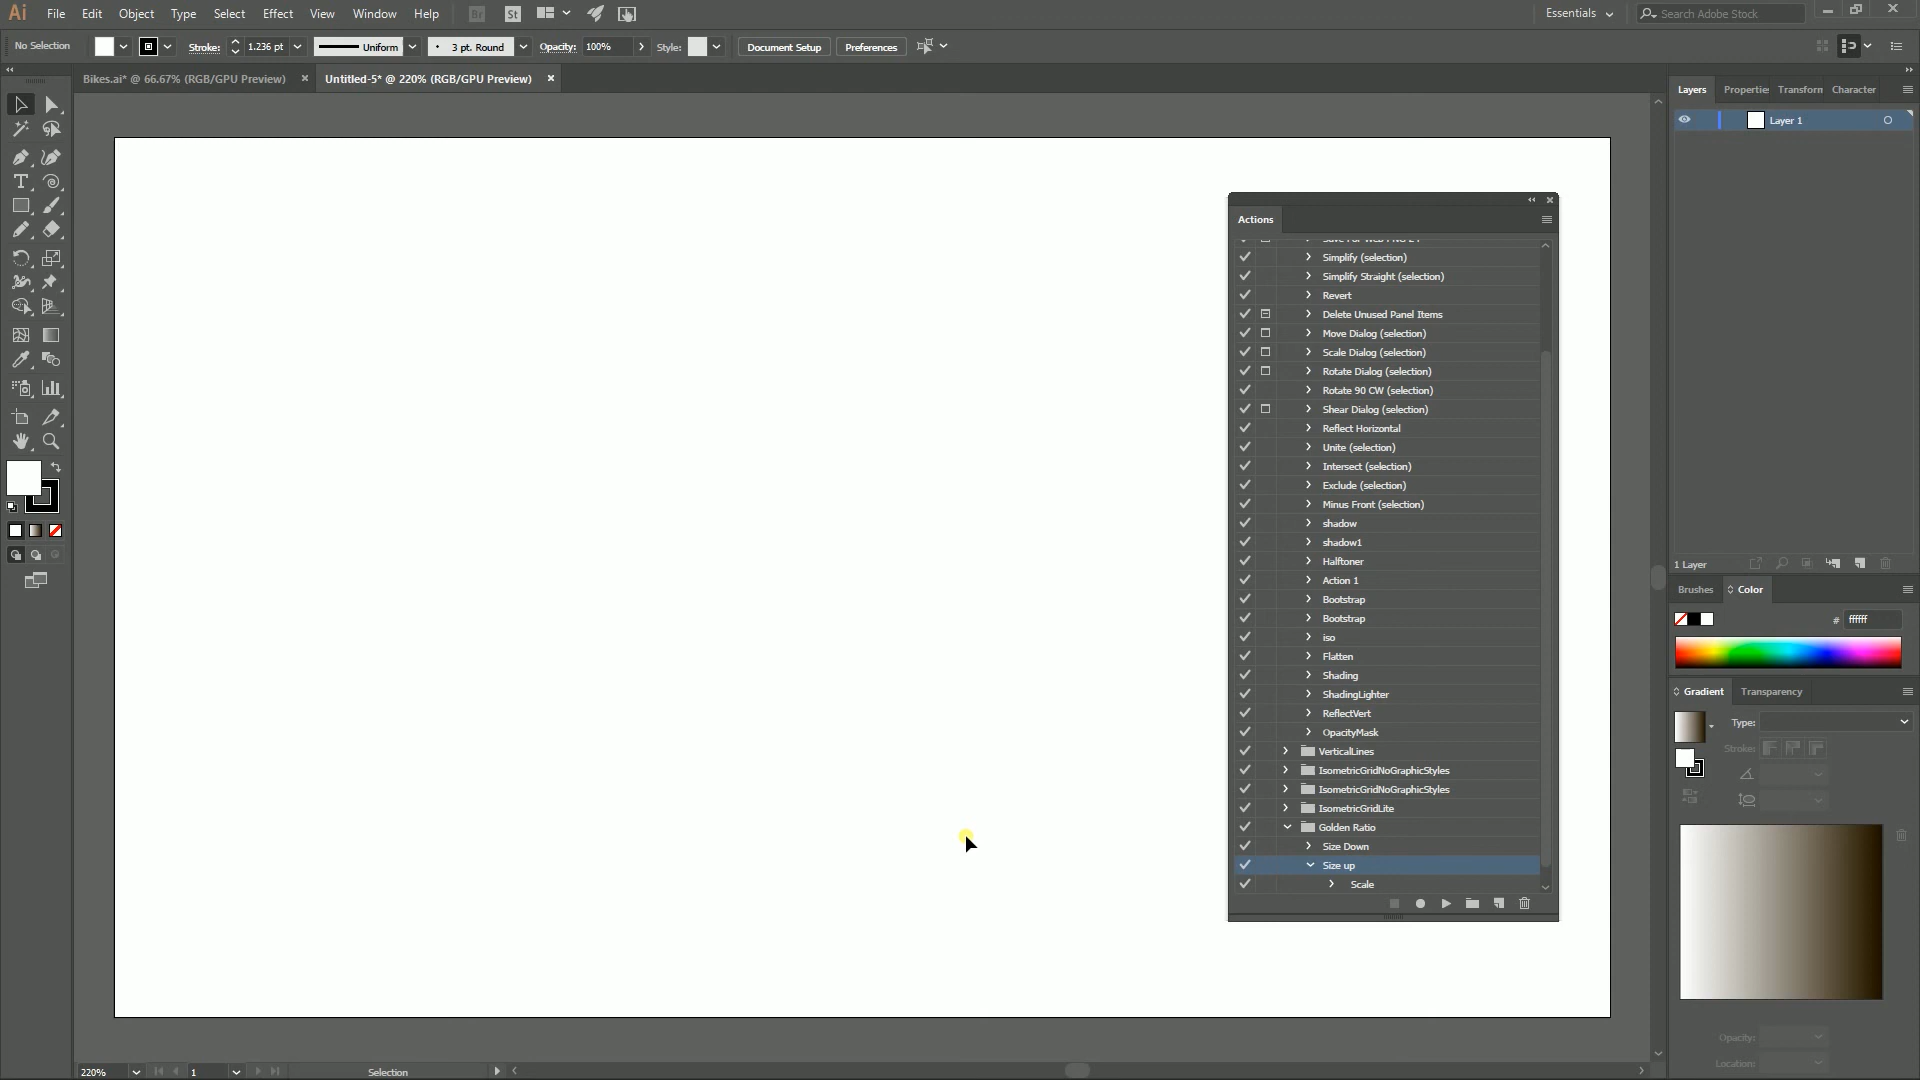 Ai File Edit Object Type Select Effect View Window Help Br St Essentials Search Adobe Stock
No Selection Stroke: 1.236 pt Uniform 3 pt. Round Opacity: 100% Style: Document Setup Preferences
Bikes.ai* @ 66.67% (RGB/GPU Preview) Untitled-5* @ 220% (RGB/GPU Preview)
Layers Properties Transform Character
Layer 1
Actions
Simplify (selection)
Simplify Straight (selection)
Revert
Delete Unused Panel Items
Move Dialog (selection)
Scale Dialog (selection)
Rotate Dialog (selection)
Rotate 90 CW (selection)
Shear Dialog (selection)
Reflect Horizontal
Unite (selection)
Intersect (selection)
Exclude (selection)
Minus Front (selection)
shadow
shadow1
Halftoner
Action 1
Bootstrap
Bootstrap
iso
Flatten
Shading
ShadingLighter
ReflectVert
OpacityMask
VerticalLines
IsometricGridNoGraphicStyles
IsometricGridNoGraphicStyles
IsometricGridLite
Golden Ratio
Size Down
Size up
Scale
1 Layer
Brushes Color
# ffffff
Gradient Transparency
Type:
Stroke:
Opacity:
Location:
220% 1 Selection